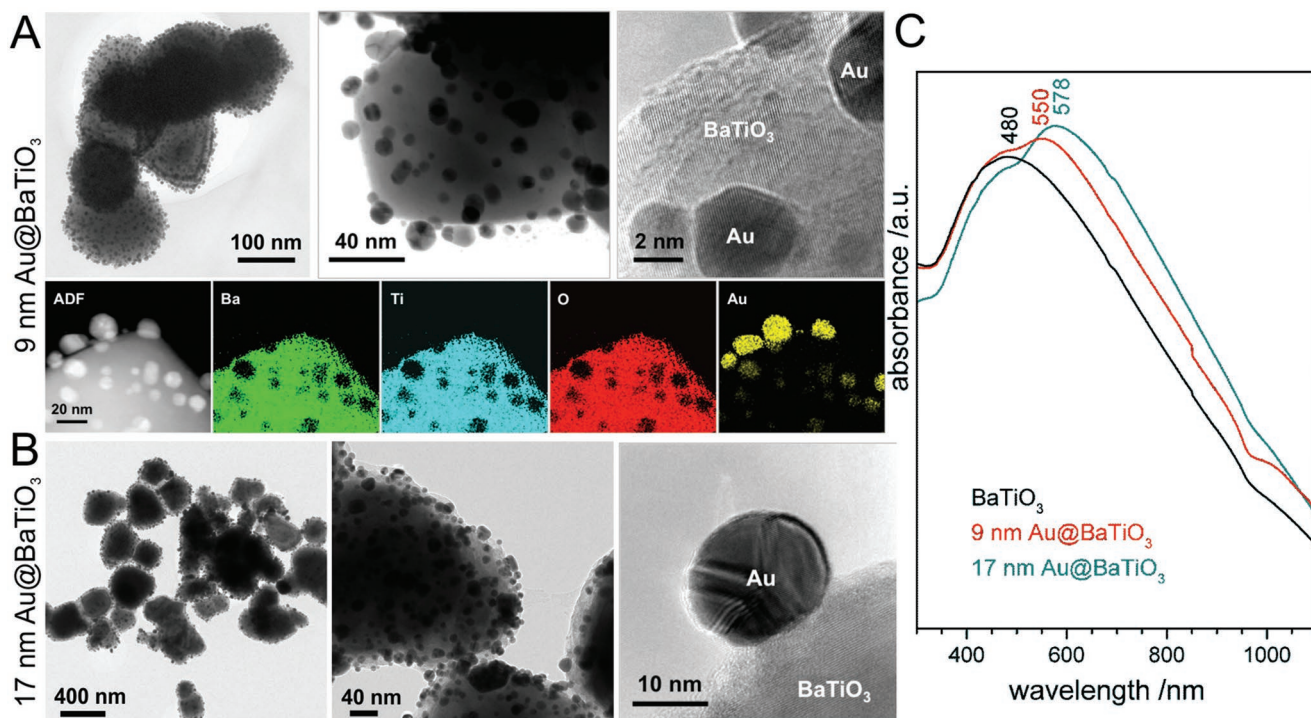 A
9 nm Au@BaTiO₃
100 nm
40 nm
BaTiO₃
Au
Au
2 nm
ADF
20 nm
Ba
Ti
O
Au
B
17 nm Au@BaTiO₃
400 nm
40 nm
Au
10 nm
BaTiO₃
C
absorbance /a.u.
480
550
578
BaTiO₃
9 nm Au@BaTiO₃
17 nm Au@BaTiO₃
400 600 800 1000
wavelength /nm